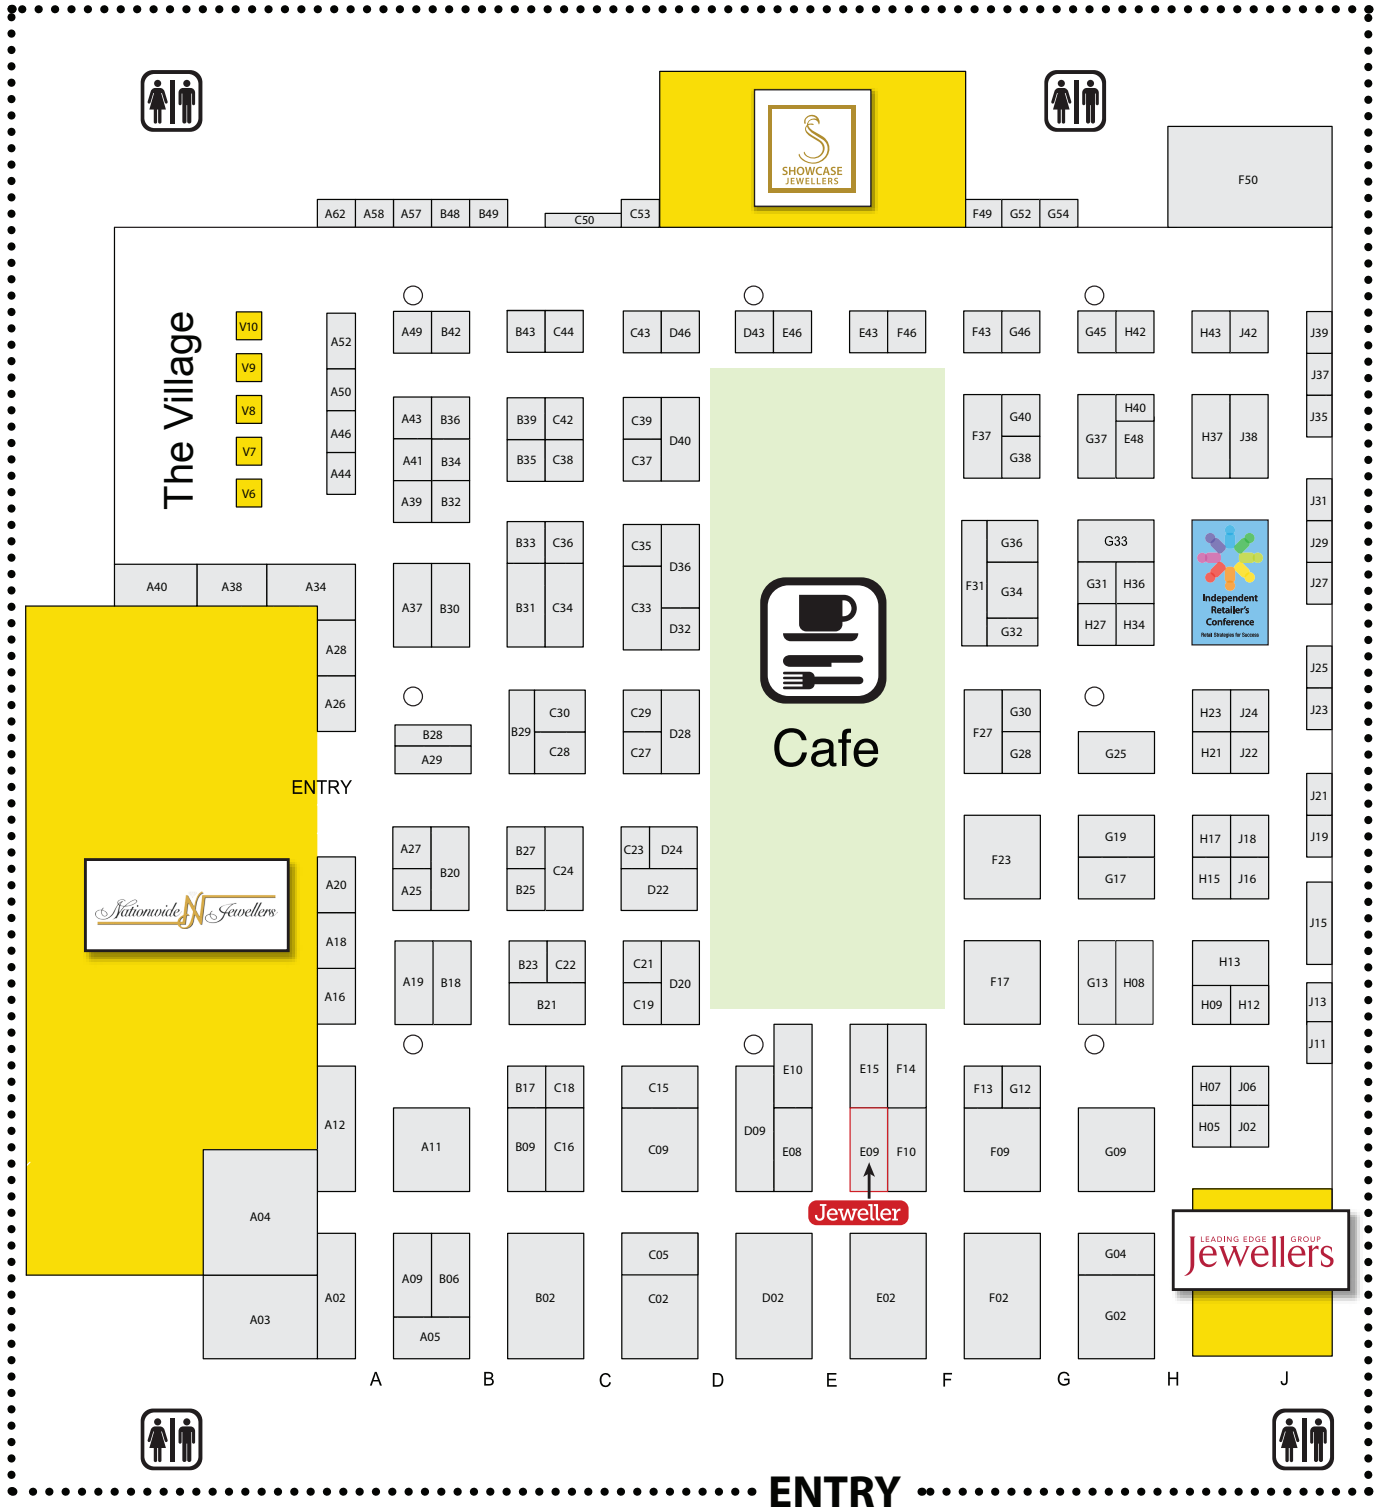 SHOWCASE
JEWELLERS
F50
A62 A58 A57 B48 B49
C50
C53
F49 G52 G54
The Village
V10
V9
V8
V7
V6
A52
A50
A46
A44
A49 B42
B43 C44
C43 D46
D43 E46
E43 F46
F43 G46
G45 H42
H43 J42
J39
J37
J35
A43 B36
A41 B34
A39 B32
B39 C42
B35 C38
C39
C37
D40
F37
G40
G38
G37
H40
E48
H37 J38
J31
J29
J27
B33 C36
B31 C34
C35
C33
D36
D32
F31
G36
G34
G32
G33
G31 H36
H27 H34
Independent
Retailer's
Conference
Retail Strategies for Success
A40 A38 A34
A28
A26
A37 B30
Cafe
J25
J23
B28
A29
B29
C30
C28
C29
C27
D28
F27
G30
G28
G25
H23 J24
H21 J22
ENTRY
J21
J19
A27
A25
B20
B27
B25
C24
C23 D24
D22
F23
G19
G17
H17 J18
H15 J16
Nationwide N Jewellers
A20
A18
A16
J15
A19 B18
B23 C22
B21
C21
C19
D20
F17
G13 H08
H13
H09 H12
J13
J11
A12
A11
B17 C18
B09 C16
C15
C09
D09
E10
E08
E15 F14
E09 F10
Jeweller
F13 G12
F09
G09
H07 J06
H05 J02
A04
A03
A02
A09 B06
A05
B02
C05
C02
D02
E02
F02
G04
G02
LEADING EDGE GROUP
Jewellers
A B C D E F G H J
ENTRY